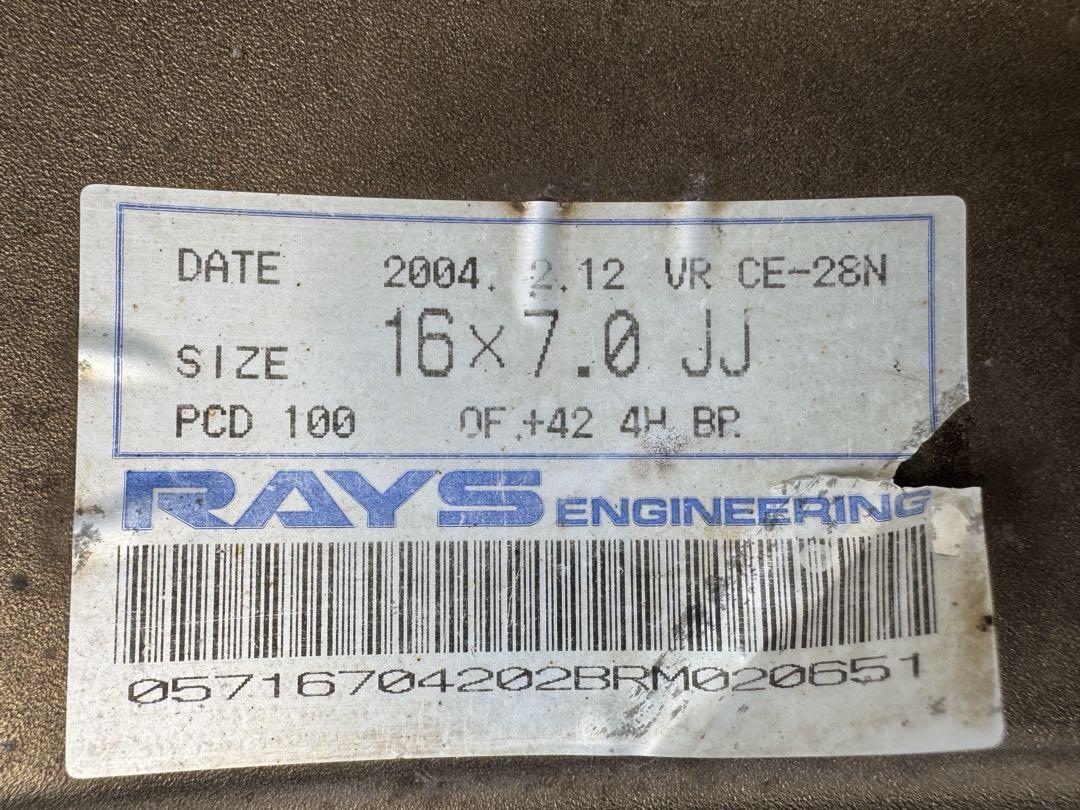 DATE 2004. 2.12 VR CE-28N
SIZE 16×7.0 JJ
PCD 100 OF.+42 4H BR
RAYS ENGINEERING
05716704202BRM020651